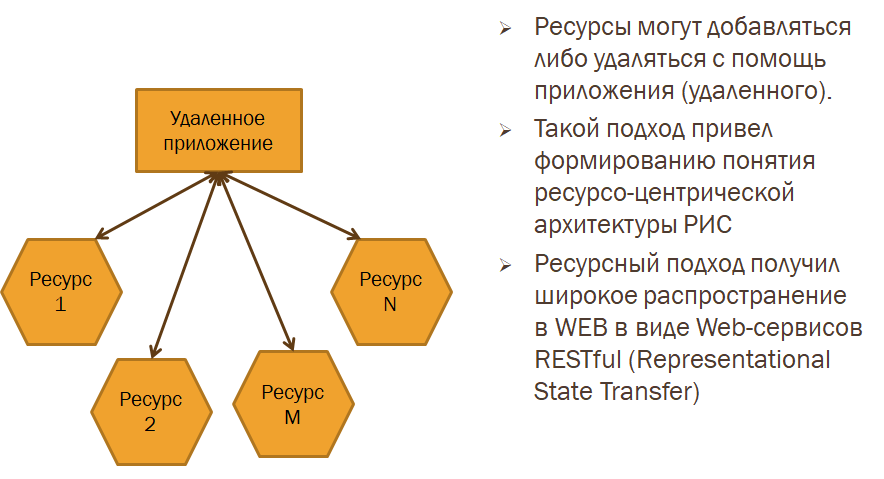 Удаленное
приложение
Ресурс
1
Ресурс
2
Ресурс
M
Ресурс
N
Ресурсы могут добавляться
либо удаляться с помощь
приложения (удаленного).
Такой подход привел
формированию понятия
ресурсо-центрической
архитектуры РИС
Ресурсный подход получил
широкое распространение
в WEB в виде Web-сервисов
RESTful (Representational
State Transfer)